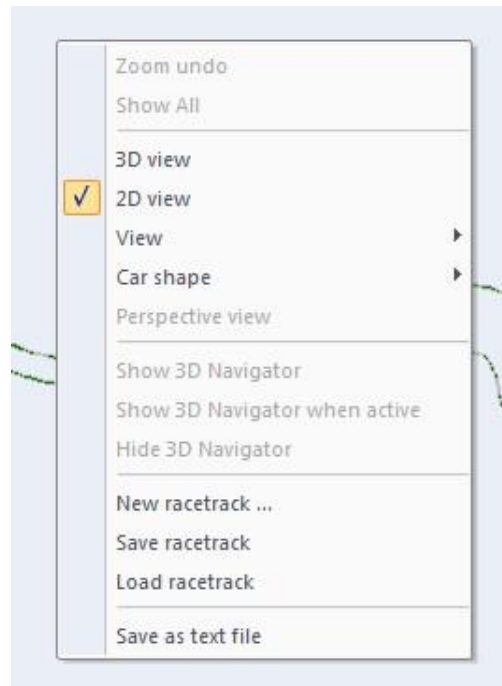 Zoom undo
Show All
3D view
2D view
View
Car shape
Perspective view
Show 3D Navigator
Show 3D Navigator when active
Hide 3D Navigator
New racetrack ...
Save racetrack
Load racetrack
Save as text file